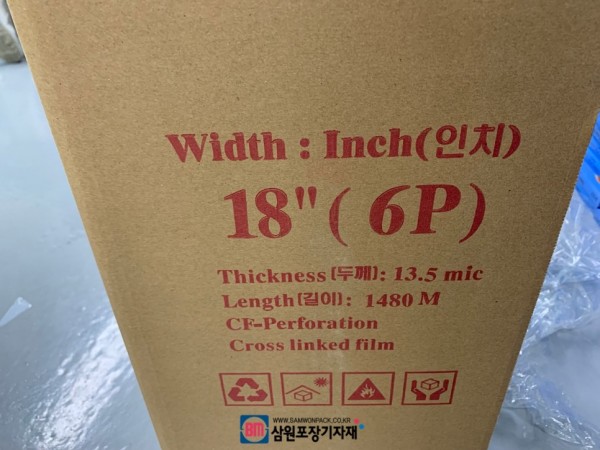 Width : Inch(인치)
18"( 6P)
Thickness(두께): 13.5 mic
Length(길이): 1480 M
CF-Perforation
Cross linked film
WWW.SAMWONPACK.CO.KR
SM 삼원포장기자재